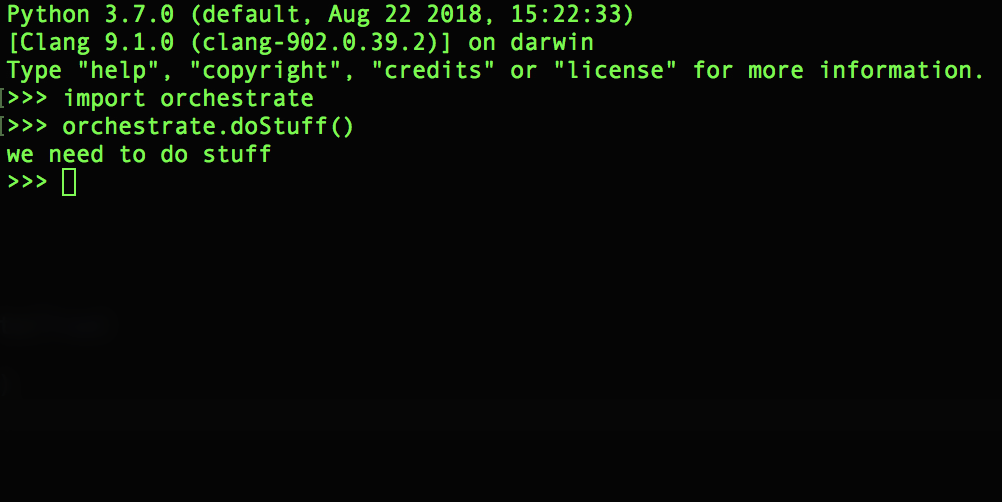 Python 3.7.0 (default, Aug 22 2018, 15:22:33)
[Clang 9.1.0 (clang-902.0.39.2)] on darwin
Type "help", "copyright", "credits" or "license" for more information.
[>>> import orchestrate
[>>> orchestrate.doStuff()
we need to do stuff
>>>